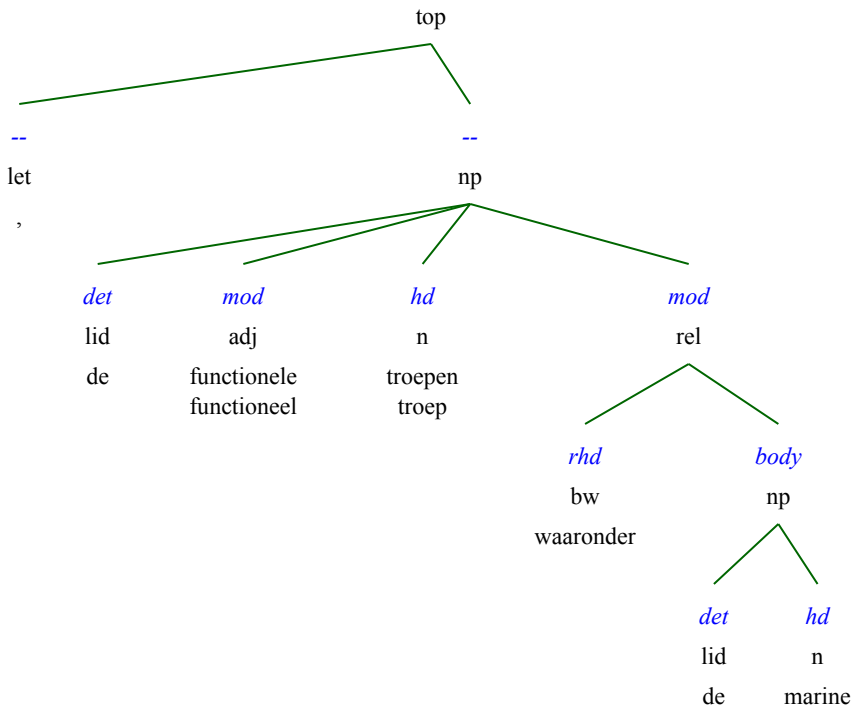 top
-- --
let np
,
det mod hd mod
lid adj n rel
de functionele troepen
functioneel troep
rhd body
bw np
waaronder
det hd
lid n
de marine